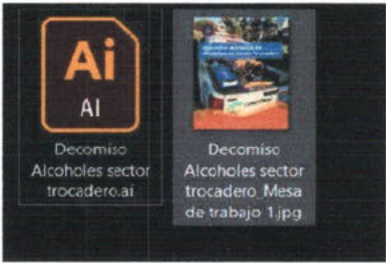 Ai
AI
Decomiso
Alcoholes sector
trocadero.ai
Decomiso
Alcoholes sector
trocadero_Mesa
de trabajo 1.jpg